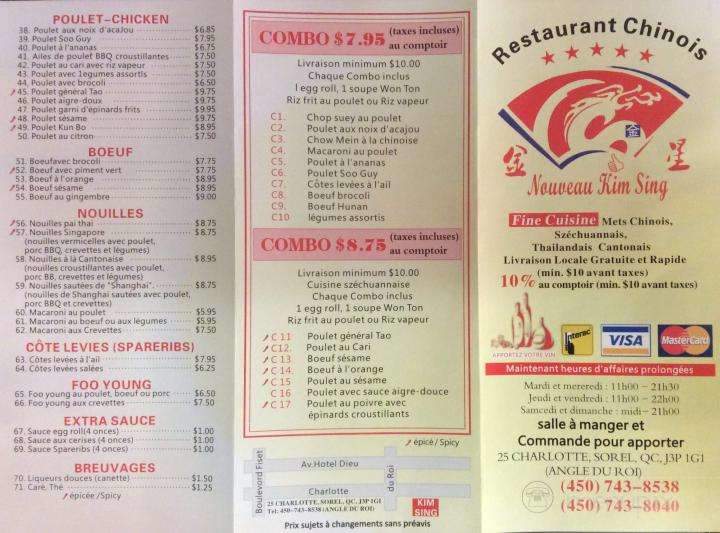 POULET-CHICKEN
38. Poulet aux noix d'acaJou $6.85
39. Poulet Soo Guy $7.95
40. Poulet à l'ananas $6.75
41. Ailes de poulet BBQ croustillantes $7.50
42. Poulet au cari avec riz vapeur $7.50
43. Poulet avec 1egumes assortls $7.50
44. Poulet avec brocoli $6.50
45. Poulet général Tao $9.75
46. Poulet aigre-doux $9.75
47. Poulet garni d'épinards frits $9.95
48. Poulet sésame $9.75
49. Poulet Kun Bo $8.95
50. Poulet au citron $7.50
BOEUF
51. Boeufavec brocoli $7.75
52. Boeuf avec piment vert $7.75
53. Boeuf à l'orange $8.95
54. Boeuf sésame $8.95
55. Boeuf au gingembre $9.00
NOUILLES
56. Nouilles pai thai $8.75
57. Nouilles Singapore $8.75
(nouilles vermicelles avec poulet,
porc BBQ, crevettes et légumes)
58. Nouilles à la Cantonaise $8.95
(nouilles croustillantes avec poulet,
porc BB, crevettes et légumes)
59. Nouilles sautées de "Shanghai". $8.75
(nouilles de Shanghai sautées avec poulet,
porc BBQ et crevettes)
60. Macaroni au poulet $5.95
61. Macaroni au boeuf ou aux légumes $5.95
62. Macaroni aux Crevettes $7.50
CÔTE LEVIES (SPARERIBS)
63. Côtes levées à l'ail $7.95
64. Côtes levées salées $6.25
FOO YOUNG
65. Foo young au poulet, boeuf ou porc $6.50
66. Foo young aux crevettes $7.50
EXTRA SAUCE
67. Sauce egg roll(4 onces) $1.00
68. Sauce aux cerises (4 onces) $1.00
69. Sauce Spareribs (4 onces) $1.00
BREUVAGES
70. Liqueurs douces (canette) $1.50
71. Café, Thé $1.25
épicée /Spicy
COMBO $7.95 (taxes incluses)
au comptoir
Livraison minimum $10.00
Chaque Combo inclus
1 egg roll, 1 soupe Won Ton
Riz frit au poulet ou Riz vapeur
C1. Chop suey au poulet
C2. Poulet aux noix d'acajou
C3. Chow Mein à la chinoise
C4. Macaroni au poulet
C5. Poulet à l'ananas
C6. Poulet Soo Guy
C7. Côtes levées à l'ail
C8. Boeuf brocoli
C9. Boeuf Hunan
C10 légumes assortis
COMBO $8.75 (taxes incluses)
au comptoir
Livraison minimum $10.00
Cuisine széchuannaise
Chaque Combo inclus
1 egg roll, 1 soupe Won Ton
Riz frit au poulet ou Riz vapeur
C 11 Poulet général Tao
C12. Poulet au Cari
C 13 Boeuf sésame
C 14. Boeuf à l'orange
C 15 Poulet au sésame
C 16 Poulet avec sauce aigre-douce
C 17 Poulet au poivre avec
épinards croustillants
épicé / Spicy
Boulevord Fiset
Av.Hotel Dieu
du.Roi
Charlotte
25 CHARLOTTE, SOREL, QC, J3P 1G1
Tel: 450-743-8538 (ANGLE DU ROI)
KIM
SING
Prix sujets à changements sans préavis
Restaurant Chinois
金
金 星
Nouveau Kim Sing
Fine Cuisine Mets Chinois,
Széchuannais,
Thailandais Cantonais
Livraison Locale Gratuite et Rapide
(min. $10 avant taxes)
10% au comptoir (min. $10 avant taxes)
APPORTEZ VOTRE VIN
Interac
VISA
MasterCard
Maintenant heures d'affaires prolongées
Mardi et mereredi : 11h00 - 21h30
Jeudi et vendredi : 11h00 - 22h00
Samcedi et dimanche : midi - 21h00
salle à manger et
Commande pour apporter
25 CHARLOTTE, SOREL, QC, J3P 1G1
(ANGLE DU ROI)
(450) 743-8538
(450) 743-8040